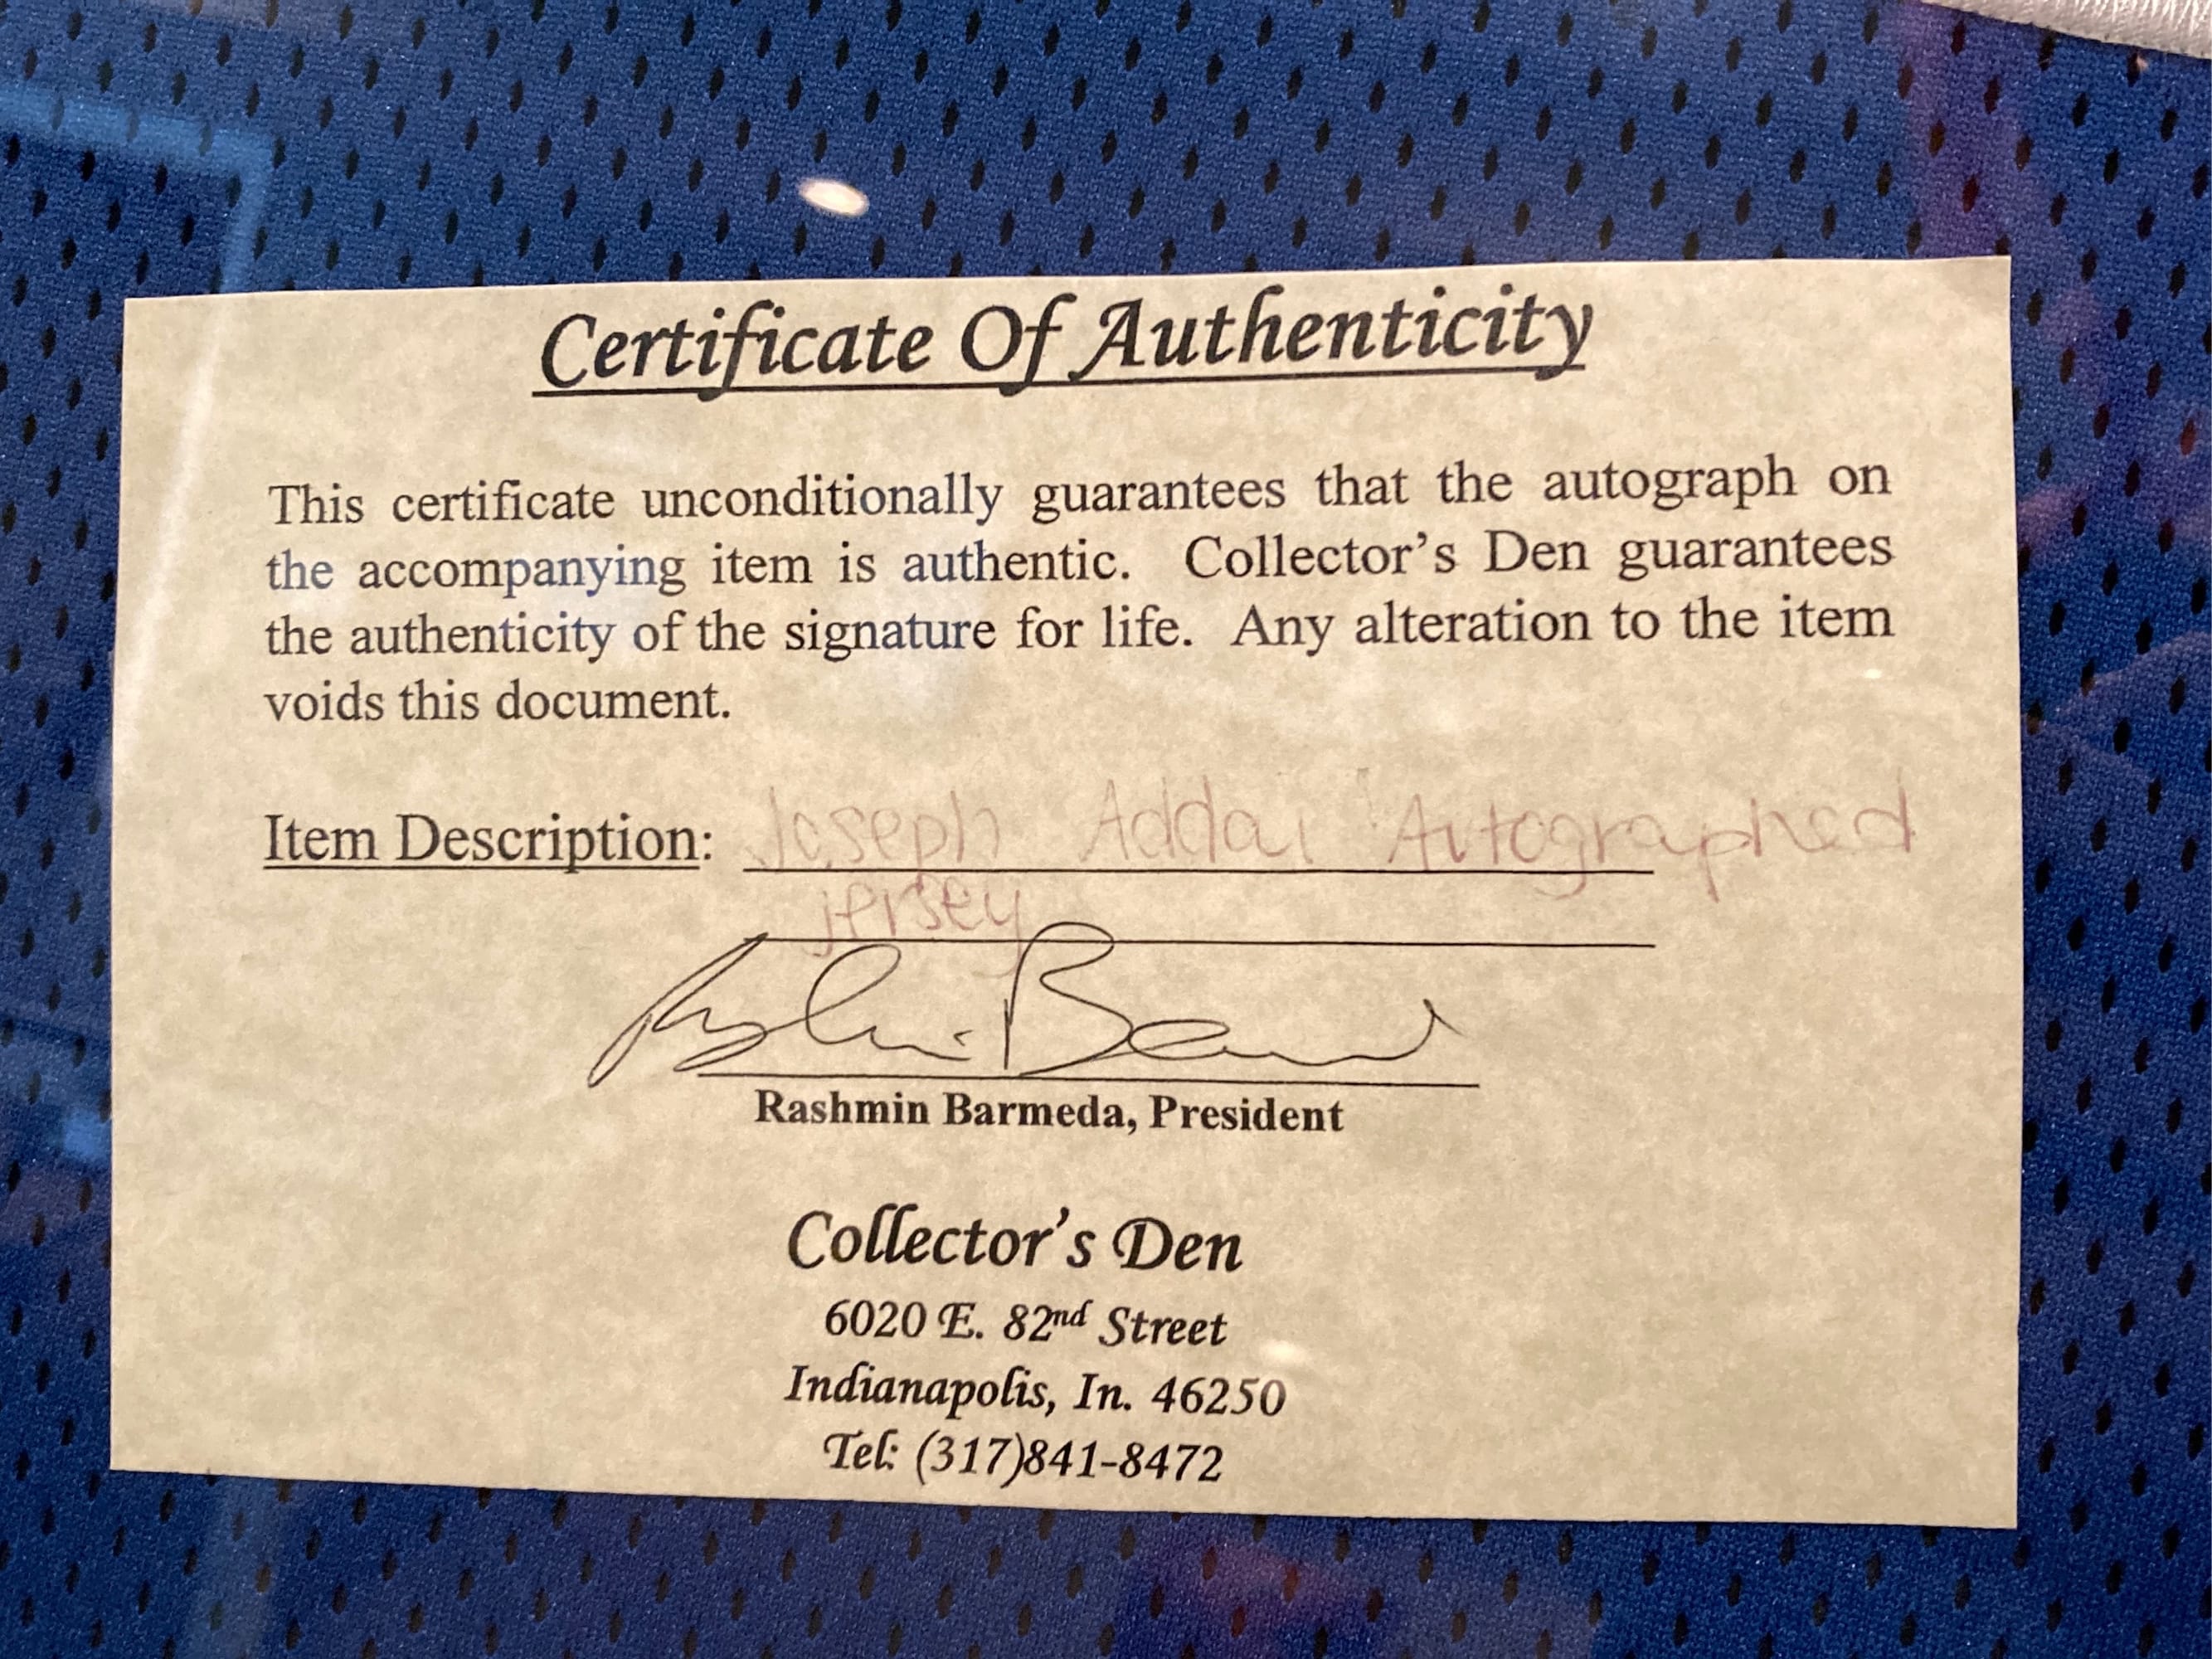 Certificate Of Authenticity
This certificate unconditionally guarantees that the autograph on
the accompanying item is authentic. Collector's Den guarantees
the authenticity of the signature for life. Any alteration to the item
voids this document.
Item Description: Joseph Addai Autographed
jersey
Rashmin Barmeda, President
Collector's Den
6020 E. 82nd Street
Indianapolis, In. 46250
Tel: (317)841-8472